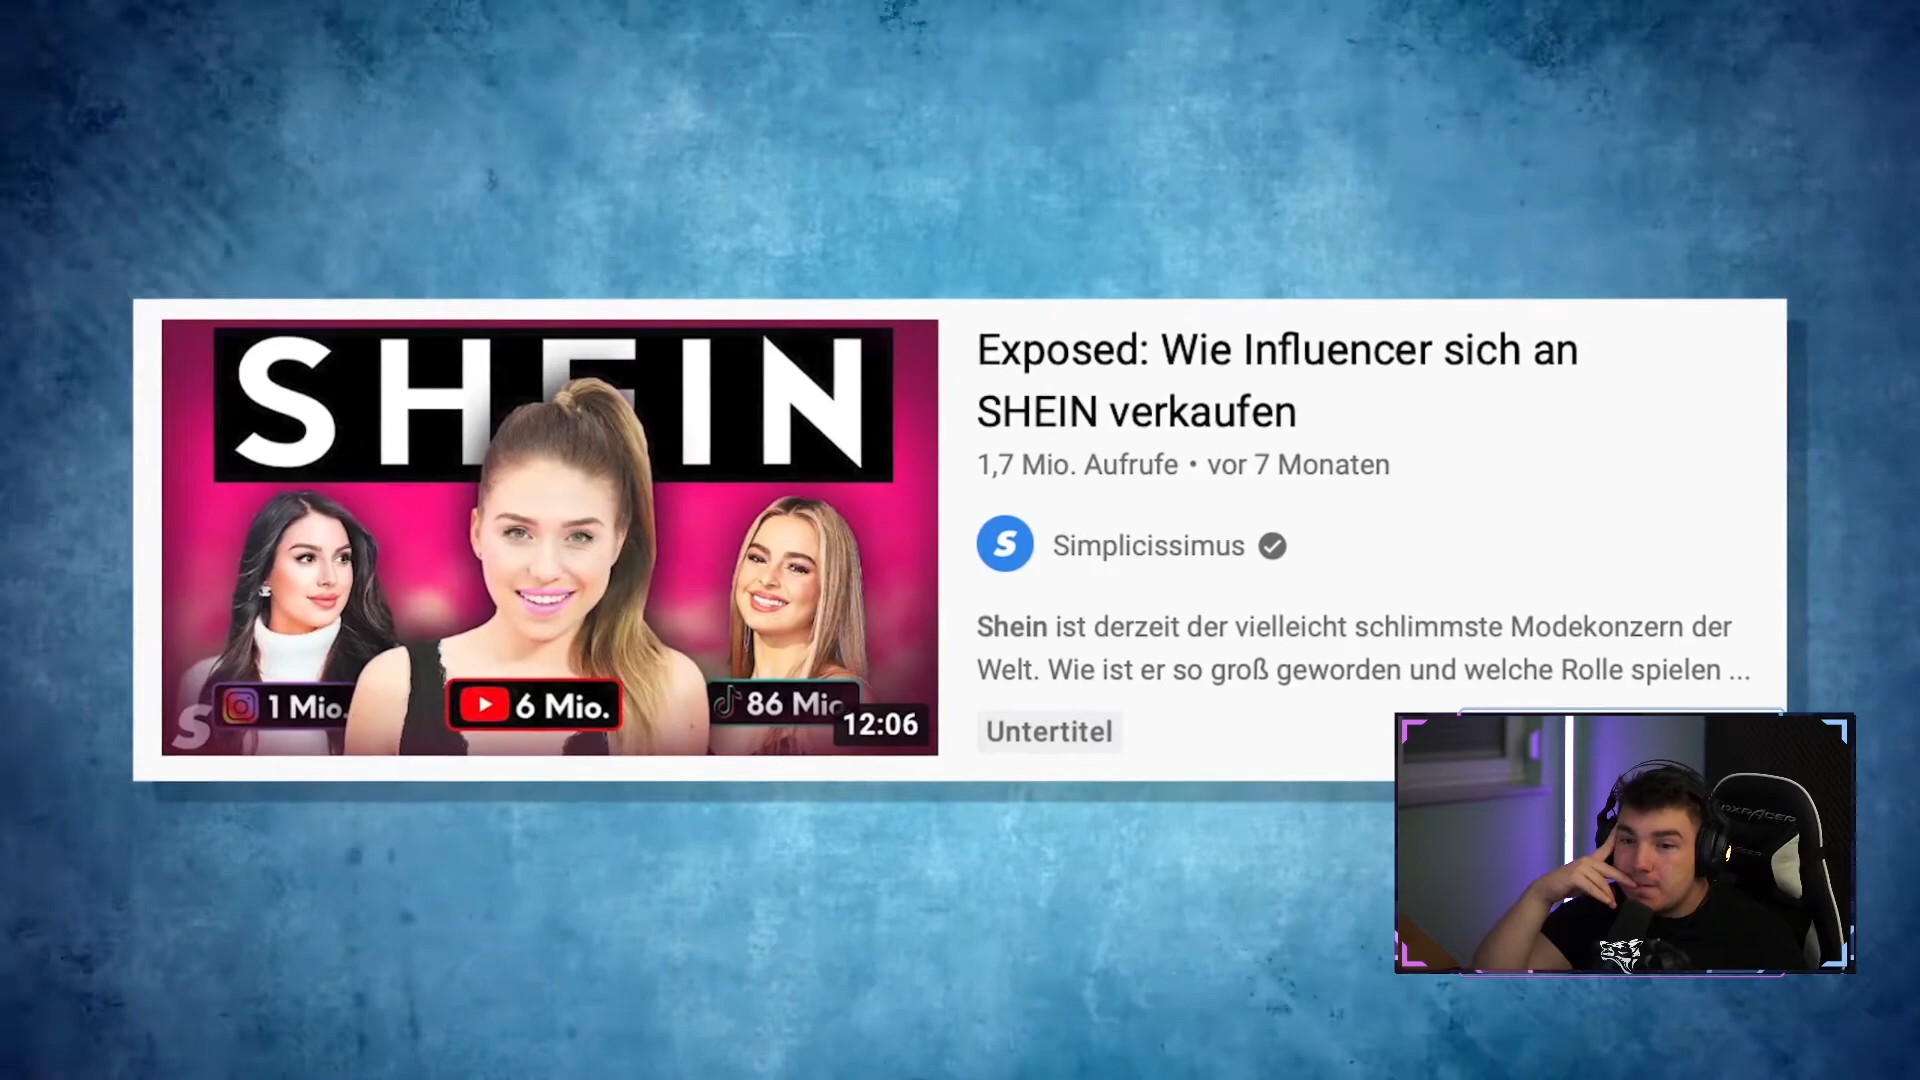 SHEIN
1 Mio.
6 Mio.
86 Mio
12:06
S
Exposed: Wie Influencer sich an
SHEIN verkaufen
1,7 Mio. Aufrufe • vor 7 Monaten
S Simplicissimus
Shein ist derzeit der vielleicht schlimmste Modekonzern der
Welt. Wie ist er so groß geworden und welche Rolle spielen ...
Untertitel
DXRACER